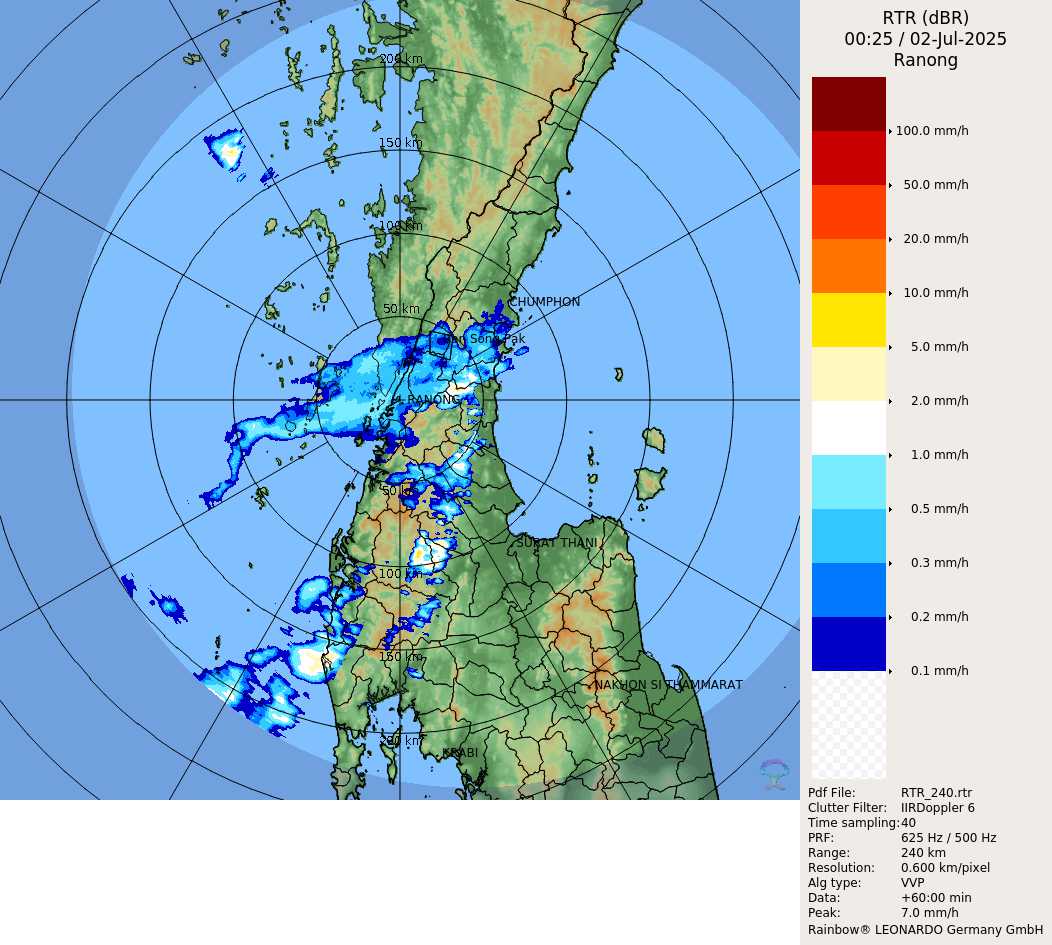 RTR (dBR)
00:25 / 02-Jul-2025
Ranong
100.0 mm/h
50.0 mm/h
20.0 mm/h
10.0 mm/h
5.0 mm/h
2.0 mm/h
1.0 mm/h
0.5 mm/h
0.3 mm/h
0.2 mm/h
0.1 mm/h
200 km
150 km
100 km
50 km
CHUMPHON
Ban Song Pak
RANONG
50 km
SURAT THANI
100 km
150 km
NAKHON SI THAMMARAT
200 km
KRABI
Pdf File: RTR_240.rtr
Clutter Filter: IIRDoppler 6
Time sampling: 40
PRF: 625 Hz / 500 Hz
Range: 240 km
Resolution: 0.600 km/pixel
Alg type: VVP
Data: +60:00 min
Peak: 7.0 mm/h
Rainbow® LEONARDO Germany GmbH